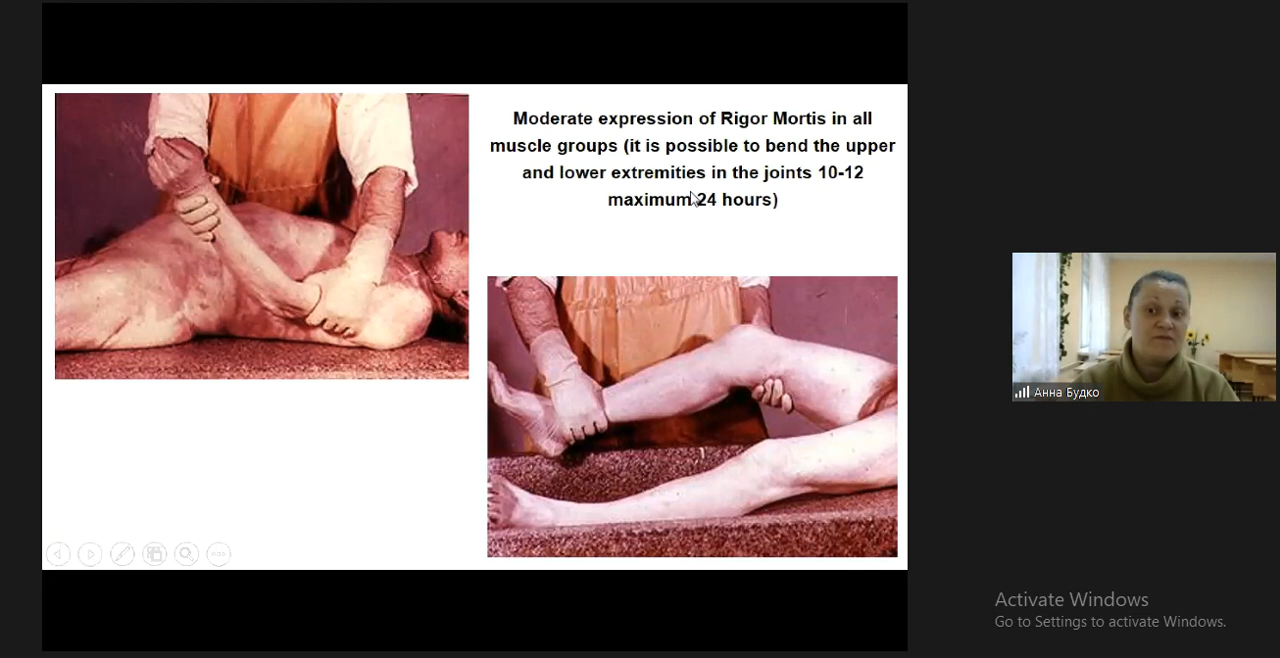 Moderate expression of Rigor Mortis in all
muscle groups (it is possible to bend the upper
and lower extremities in the joints 10-12
maximum 24 hours)
Анна Будко
Activate Windows
Go to Settings to activate Windows.